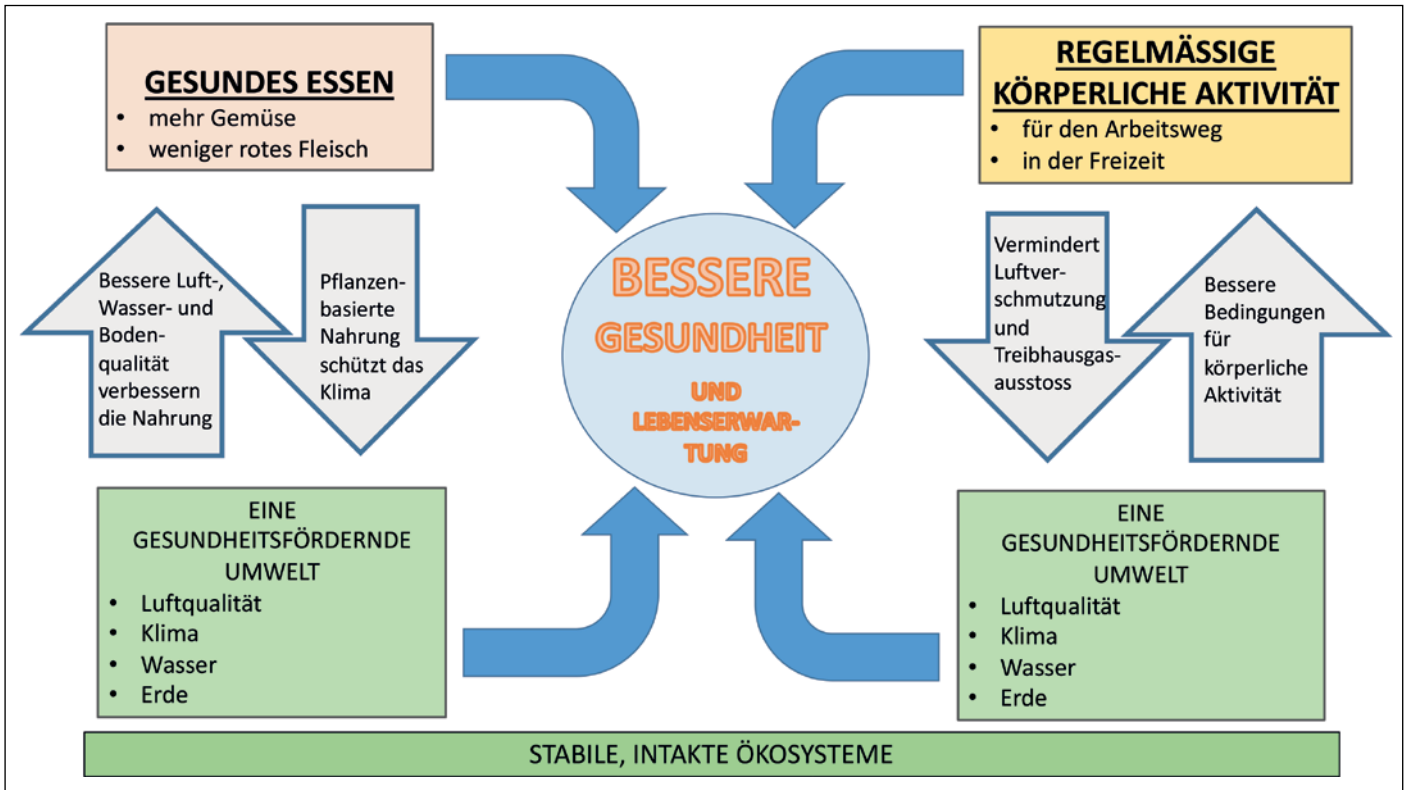 GESUNDES ESSEN
• mehr Gemüse
• weniger rotes Fleisch
REGELMÄSSIGE
KÖRPERLICHE AKTIVITÄT
• für den Arbeitsweg
• in der Freizeit
Bessere Luft-,
Wasser- und
Boden-
qualität
verbessern
die Nahrung
Pflanzen-
basierte
Nahrung
schützt das
Klima
BESSERE
GESUNDHEIT
UND
LEBENSERWAR-
TUNG
Vermindert
Luftver-
schmutzung
und
Treibhausgas-
ausstoss
Bessere
Bedingungen
für
körperliche
Aktivität
EINE
GESUNDHEITSFÖRDERNDE
UMWELT
• Luftqualität
• Klima
• Wasser
• Erde
EINE
GESUNDHEITSFÖRDERNDE
UMWELT
• Luftqualität
• Klima
• Wasser
• Erde
STABILE, INTAKTE ÖKOSYSTEME